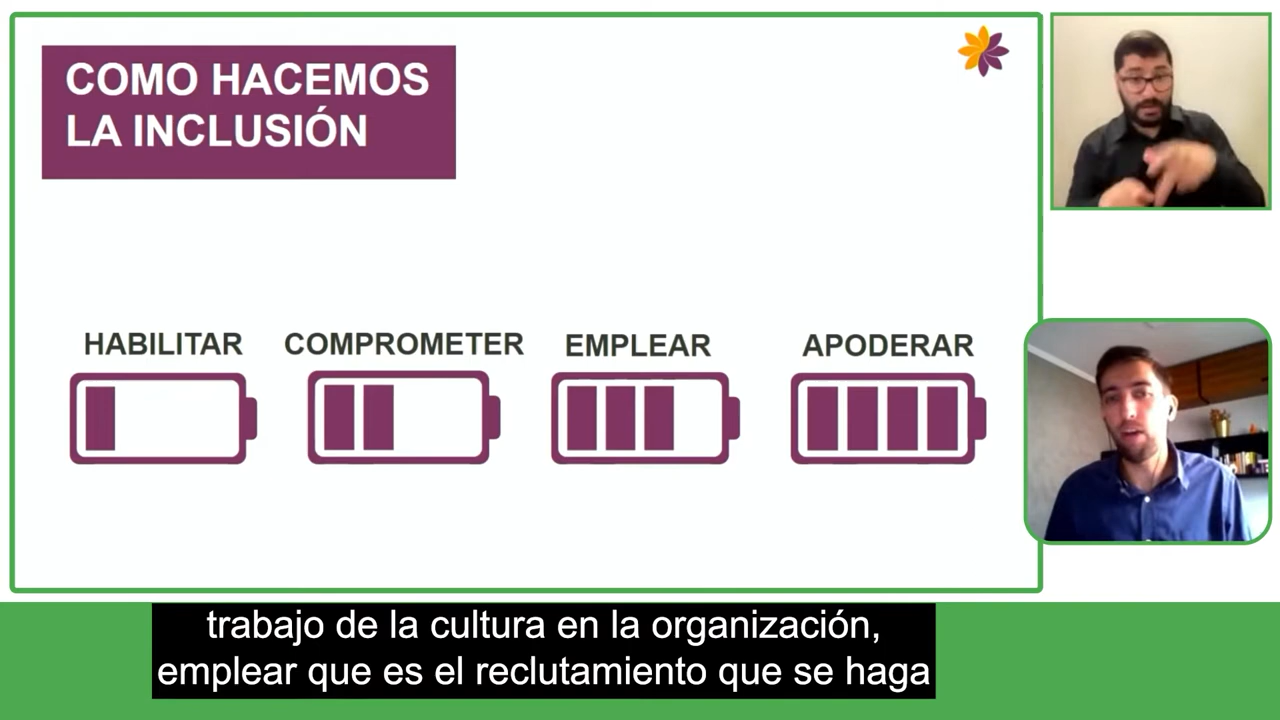 COMO HACEMOS
LA INCLUSIÓN
HABILITAR
COMPROMETER
EMPLEAR
APODERAR
trabajo de la cultura en la organización,
emplear que es el reclutamiento que se haga